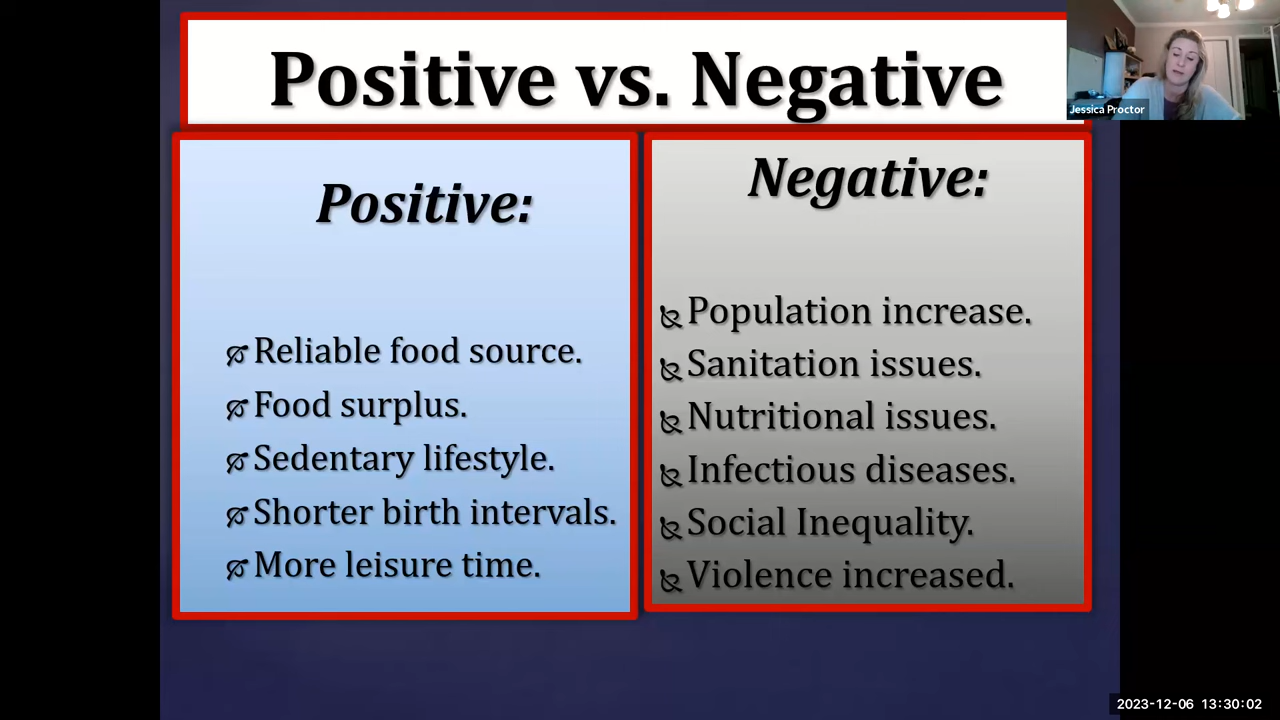 Positive vs. Negative
Jessica Proctor
Positive:
Reliable food source.
Food surplus.
Sedentary lifestyle.
Shorter birth intervals.
More leisure time.
Negative:
Population increase.
Sanitation issues.
Nutritional issues.
Infectious diseases.
Social Inequality.
Violence increased.
2023-12-06 13:30:02